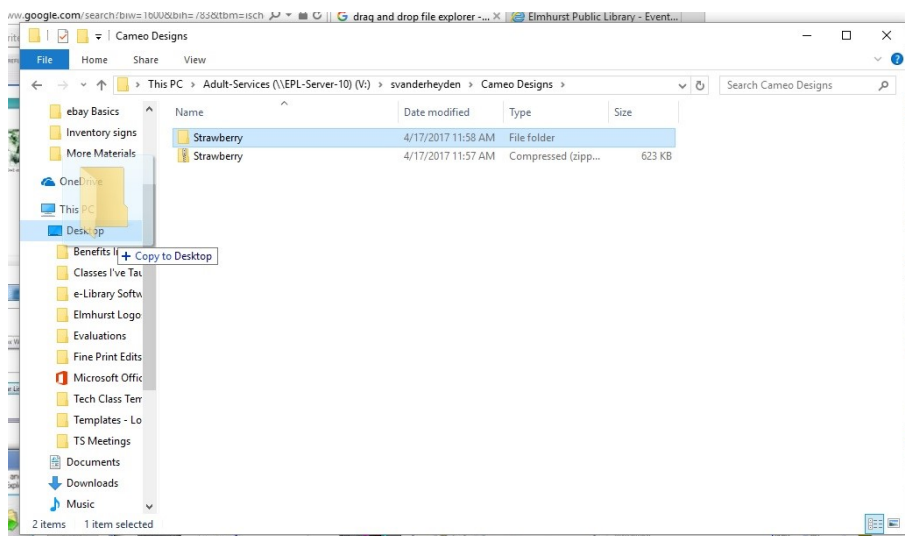 ww.google.com/search?biw=1600&bih=783&tbm=isch
drag and drop file explorer -...
Elmhurst Public Library - Event...
Cameo Designs
File Home Share View
This PC > Adult-Services (\\EPL-Server-10) (V:) > svanderheyden > Cameo Designs >
Search Cameo Designs
Name Date modified Type Size
Strawberry 4/17/2017 11:58 AM File folder
Strawberry 4/17/2017 11:57 AM Compressed (zipp... 623 KB
ebay Basics
Inventory signs
More Materials
OneDrive
This PC
Desktop
Benefits I
+ Copy to Desktop
Classes I've Tau
e-Library Softw
Elmhurst Logo
Evaluations
Fine Print Edits
Microsoft Offic
Tech Class Tem
Templates - Lo
TS Meetings
Documents
Downloads
Music
2 items 1 item selected